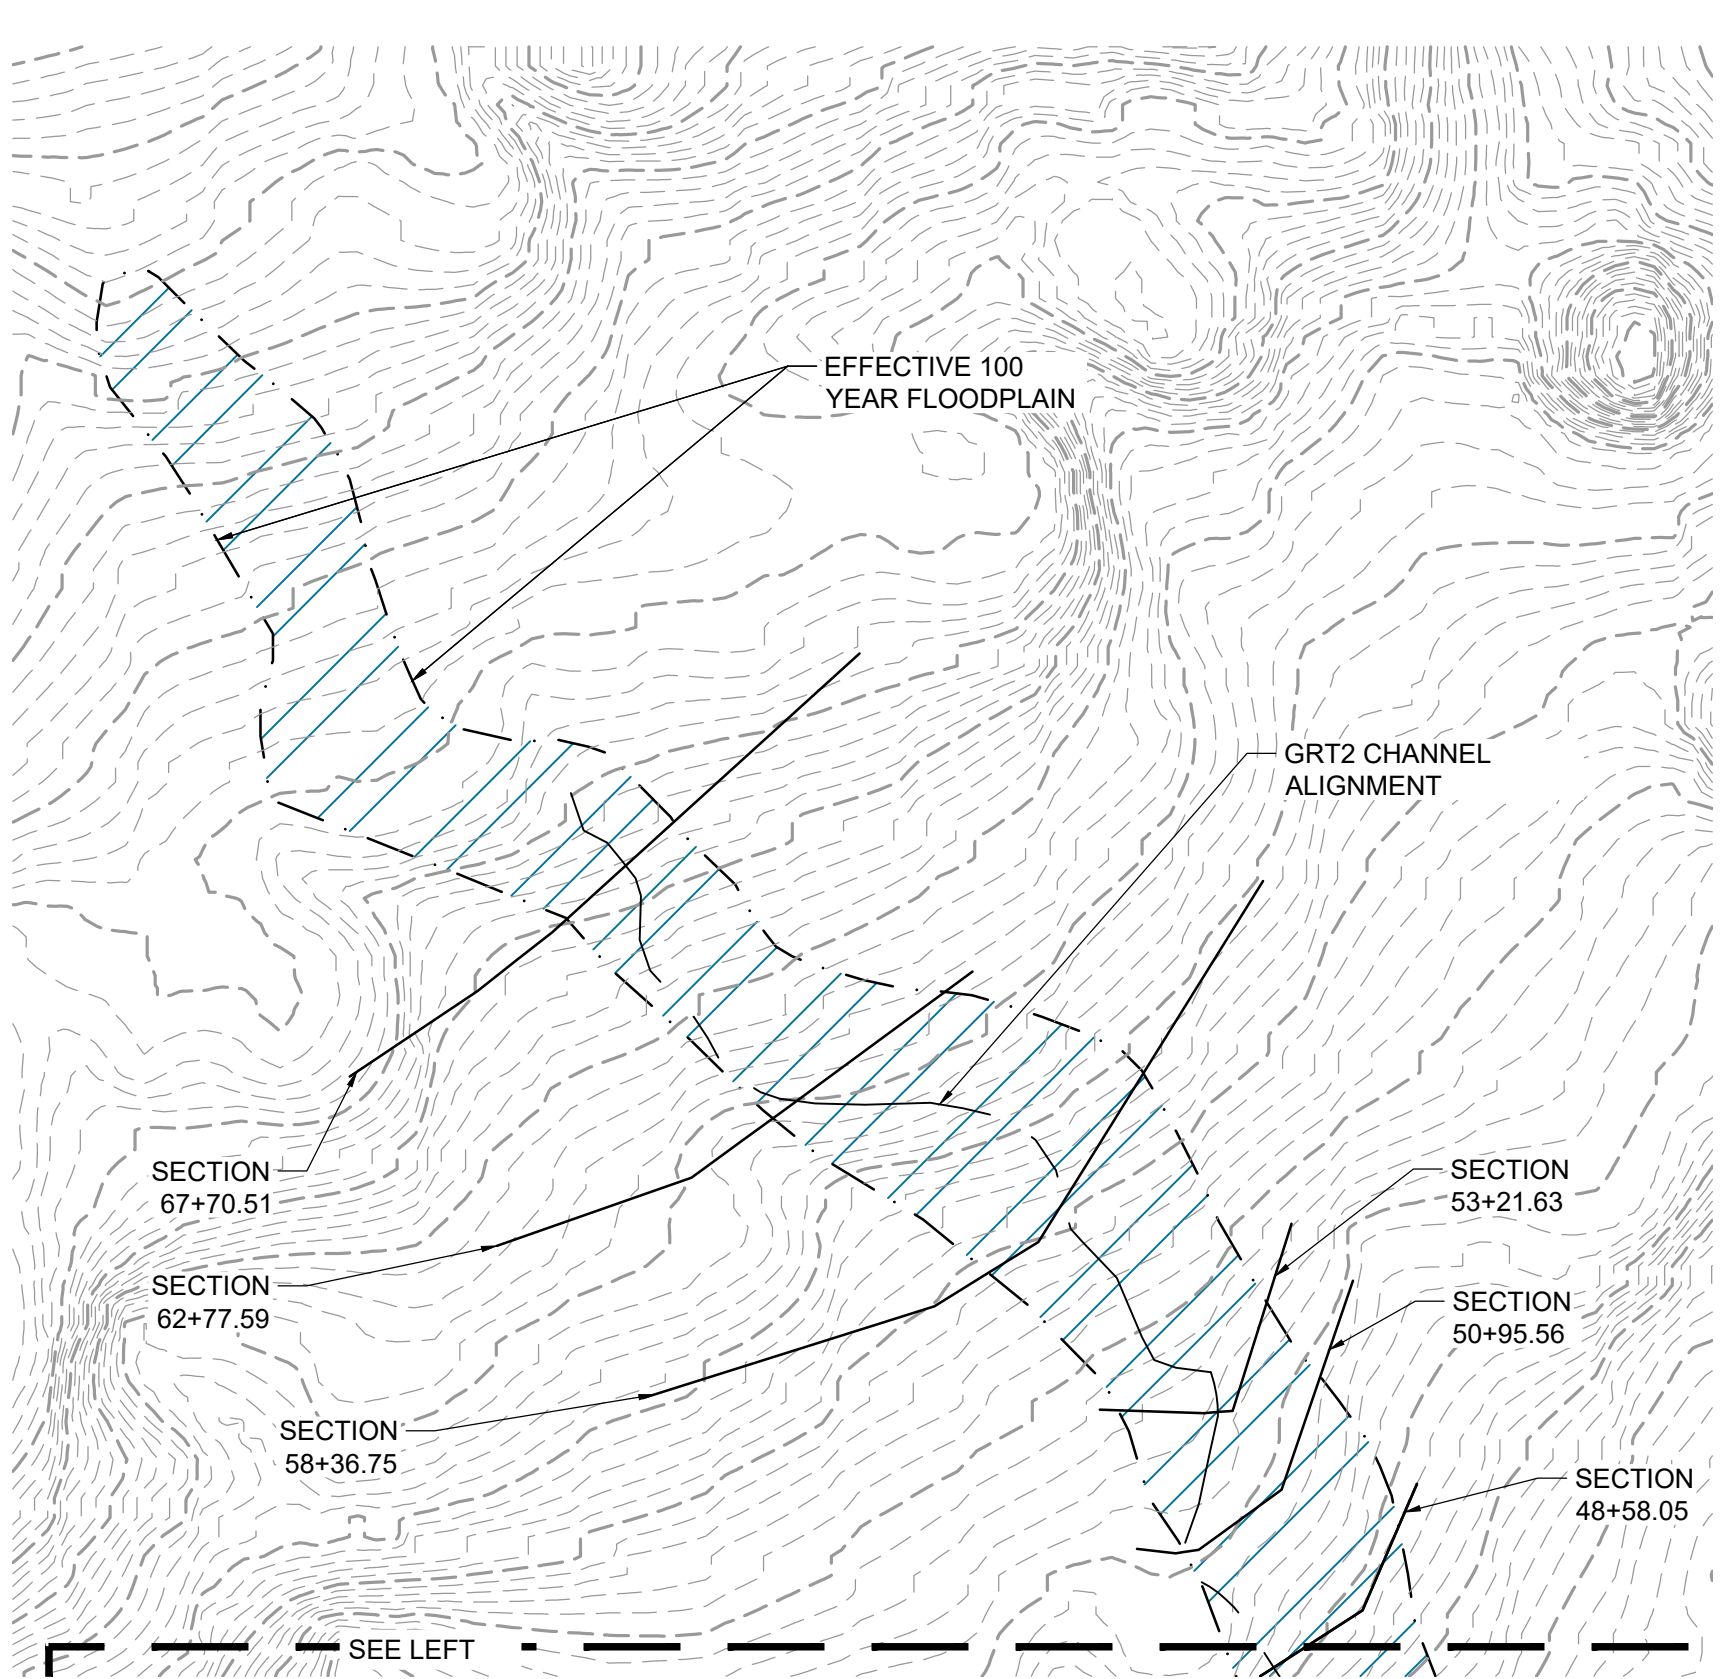 EFFECTIVE 100
YEAR FLOODPLAIN
GRT2 CHANNEL
ALIGNMENT
SECTION
67+70.51
SECTION
53+21.63
SECTION
62+77.59
SECTION
50+95.56
SECTION
58+36.75
SECTION
48+58.05
SEE LEFT